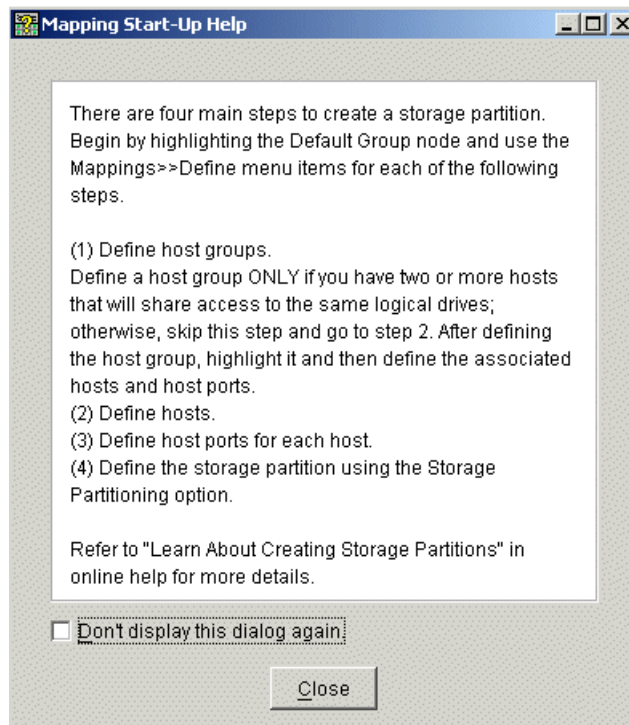 Mapping Start-Up Help
There are four main steps to create a storage partition.
Begin by highlighting the Default Group node and use the
Mappings>>Define menu items for each of the following
steps.
(1) Define host groups.
Define a host group ONLY if you have two or more hosts
that will share access to the same logical drives;
otherwise, skip this step and go to step 2. After defining
the host group, highlight it and then define the associated
hosts and host ports.
(2) Define hosts.
(3) Define host ports for each host.
(4) Define the storage partition using the Storage
Partitioning option.
Refer to "Learn About Creating Storage Partitions" in
online help for more details.
Don't display this dialog again.
Close